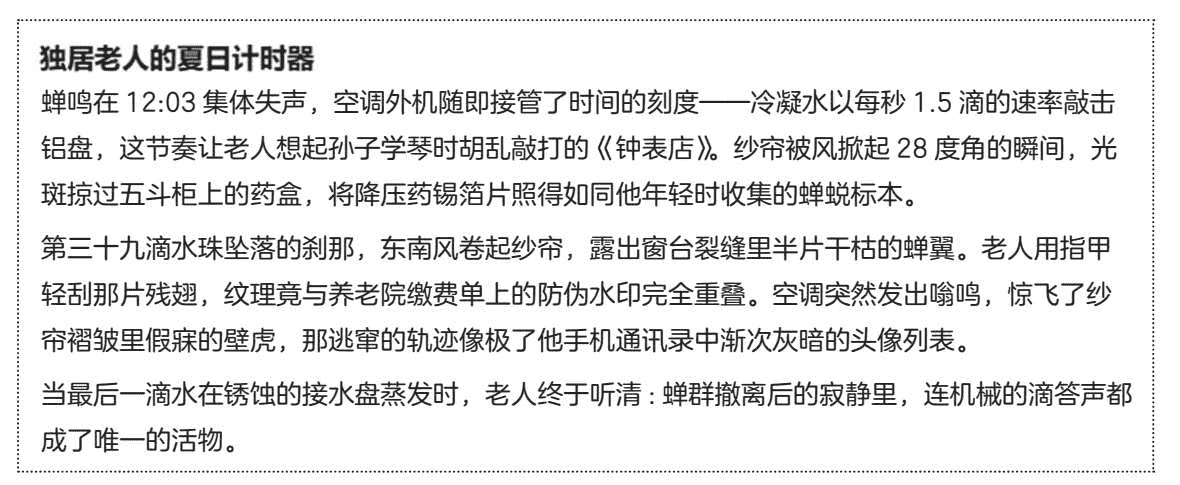 独居老人的夏日计时器
蝉鸣在 12:03 集体失声，空调外机随即接管了时间的刻度——冷凝水以每秒 1.5 滴的速率敲击
铝盘，这节奏让老人想起孙子学琴时胡乱敲打的《钟表店》。纱帘被风掀起 28 度角的瞬间，光
斑掠过五斗柜上的药盒，将降压药锡箔片照得如同他年轻时收集的蝉蜕标本。
第三十九滴水珠坠落的刹那，东南风卷起纱帘，露出窗台裂缝里半片干枯的蝉翼。老人用指甲
轻刮那片残翅，纹理竟与养老院缴费单上的防伪水印完全重叠。空调突然发出嗡鸣，惊飞了纱
帘褶皱里假寐的壁虎，那逃窜的轨迹像极了他手机通讯录中渐次灰暗的头像列表。
当最后一滴水在锈蚀的接水盘蒸发时，老人终于听清：蝉群撤离后的寂静里，连机械的滴答声都
成了唯一的活物。